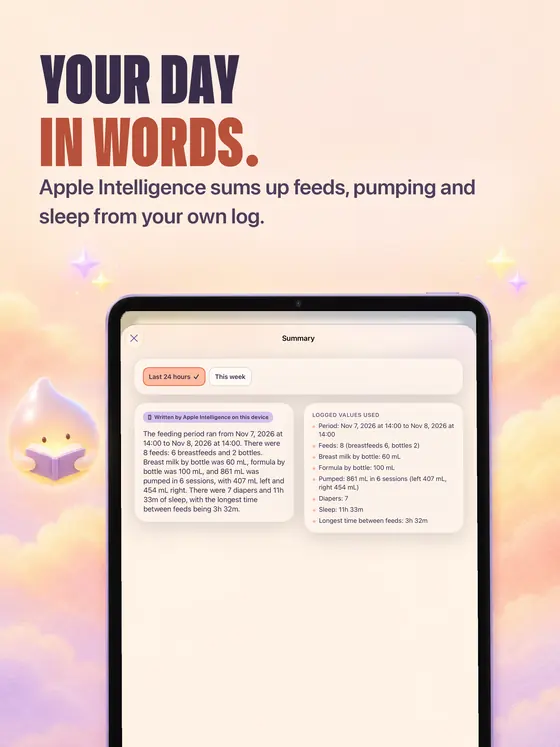 YOUR DAY
IN WORDS.
Apple Intelligence sums up feeds, pumping and
sleep from your own log.
Summary
Last 24 hours ✓
This week
Written by Apple Intelligence on this device
The feeding period ran from Nov 7, 2026 at
14:00 to Nov 8, 2026 at 14:00. There were
8 feeds: 6 breastfeeds and 2 bottles.
Breast milk by bottle was 60 mL, formula by
bottle was 100 mL, and 861 mL was
pumped in 6 sessions, with 407 mL left and
454 mL right. There were 7 diapers and 11h
33m of sleep, with the longest time
between feeds being 3h 32m.
LOGGED VALUES USED
Period: Nov 7, 2026 at 14:00 to Nov 8, 2026 at
14:00
Feeds: 8 (breastfeeds 6, bottles 2)
Breast milk by bottle: 60 mL
Formula by bottle: 100 mL
Pumped: 861 mL in 6 sessions (left 407 mL,
right 454 mL)
Diapers: 7
Sleep: 11h 33m
Longest time between feeds: 3h 32m